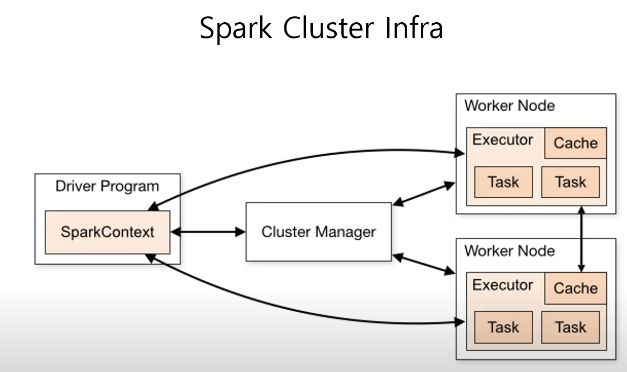 Spark Cluster Infra
Driver Program
SparkContext
Cluster Manager
Worker Node
Executor
Cache
Task
Task
Worker Node
Executor
Cache
Task
Task